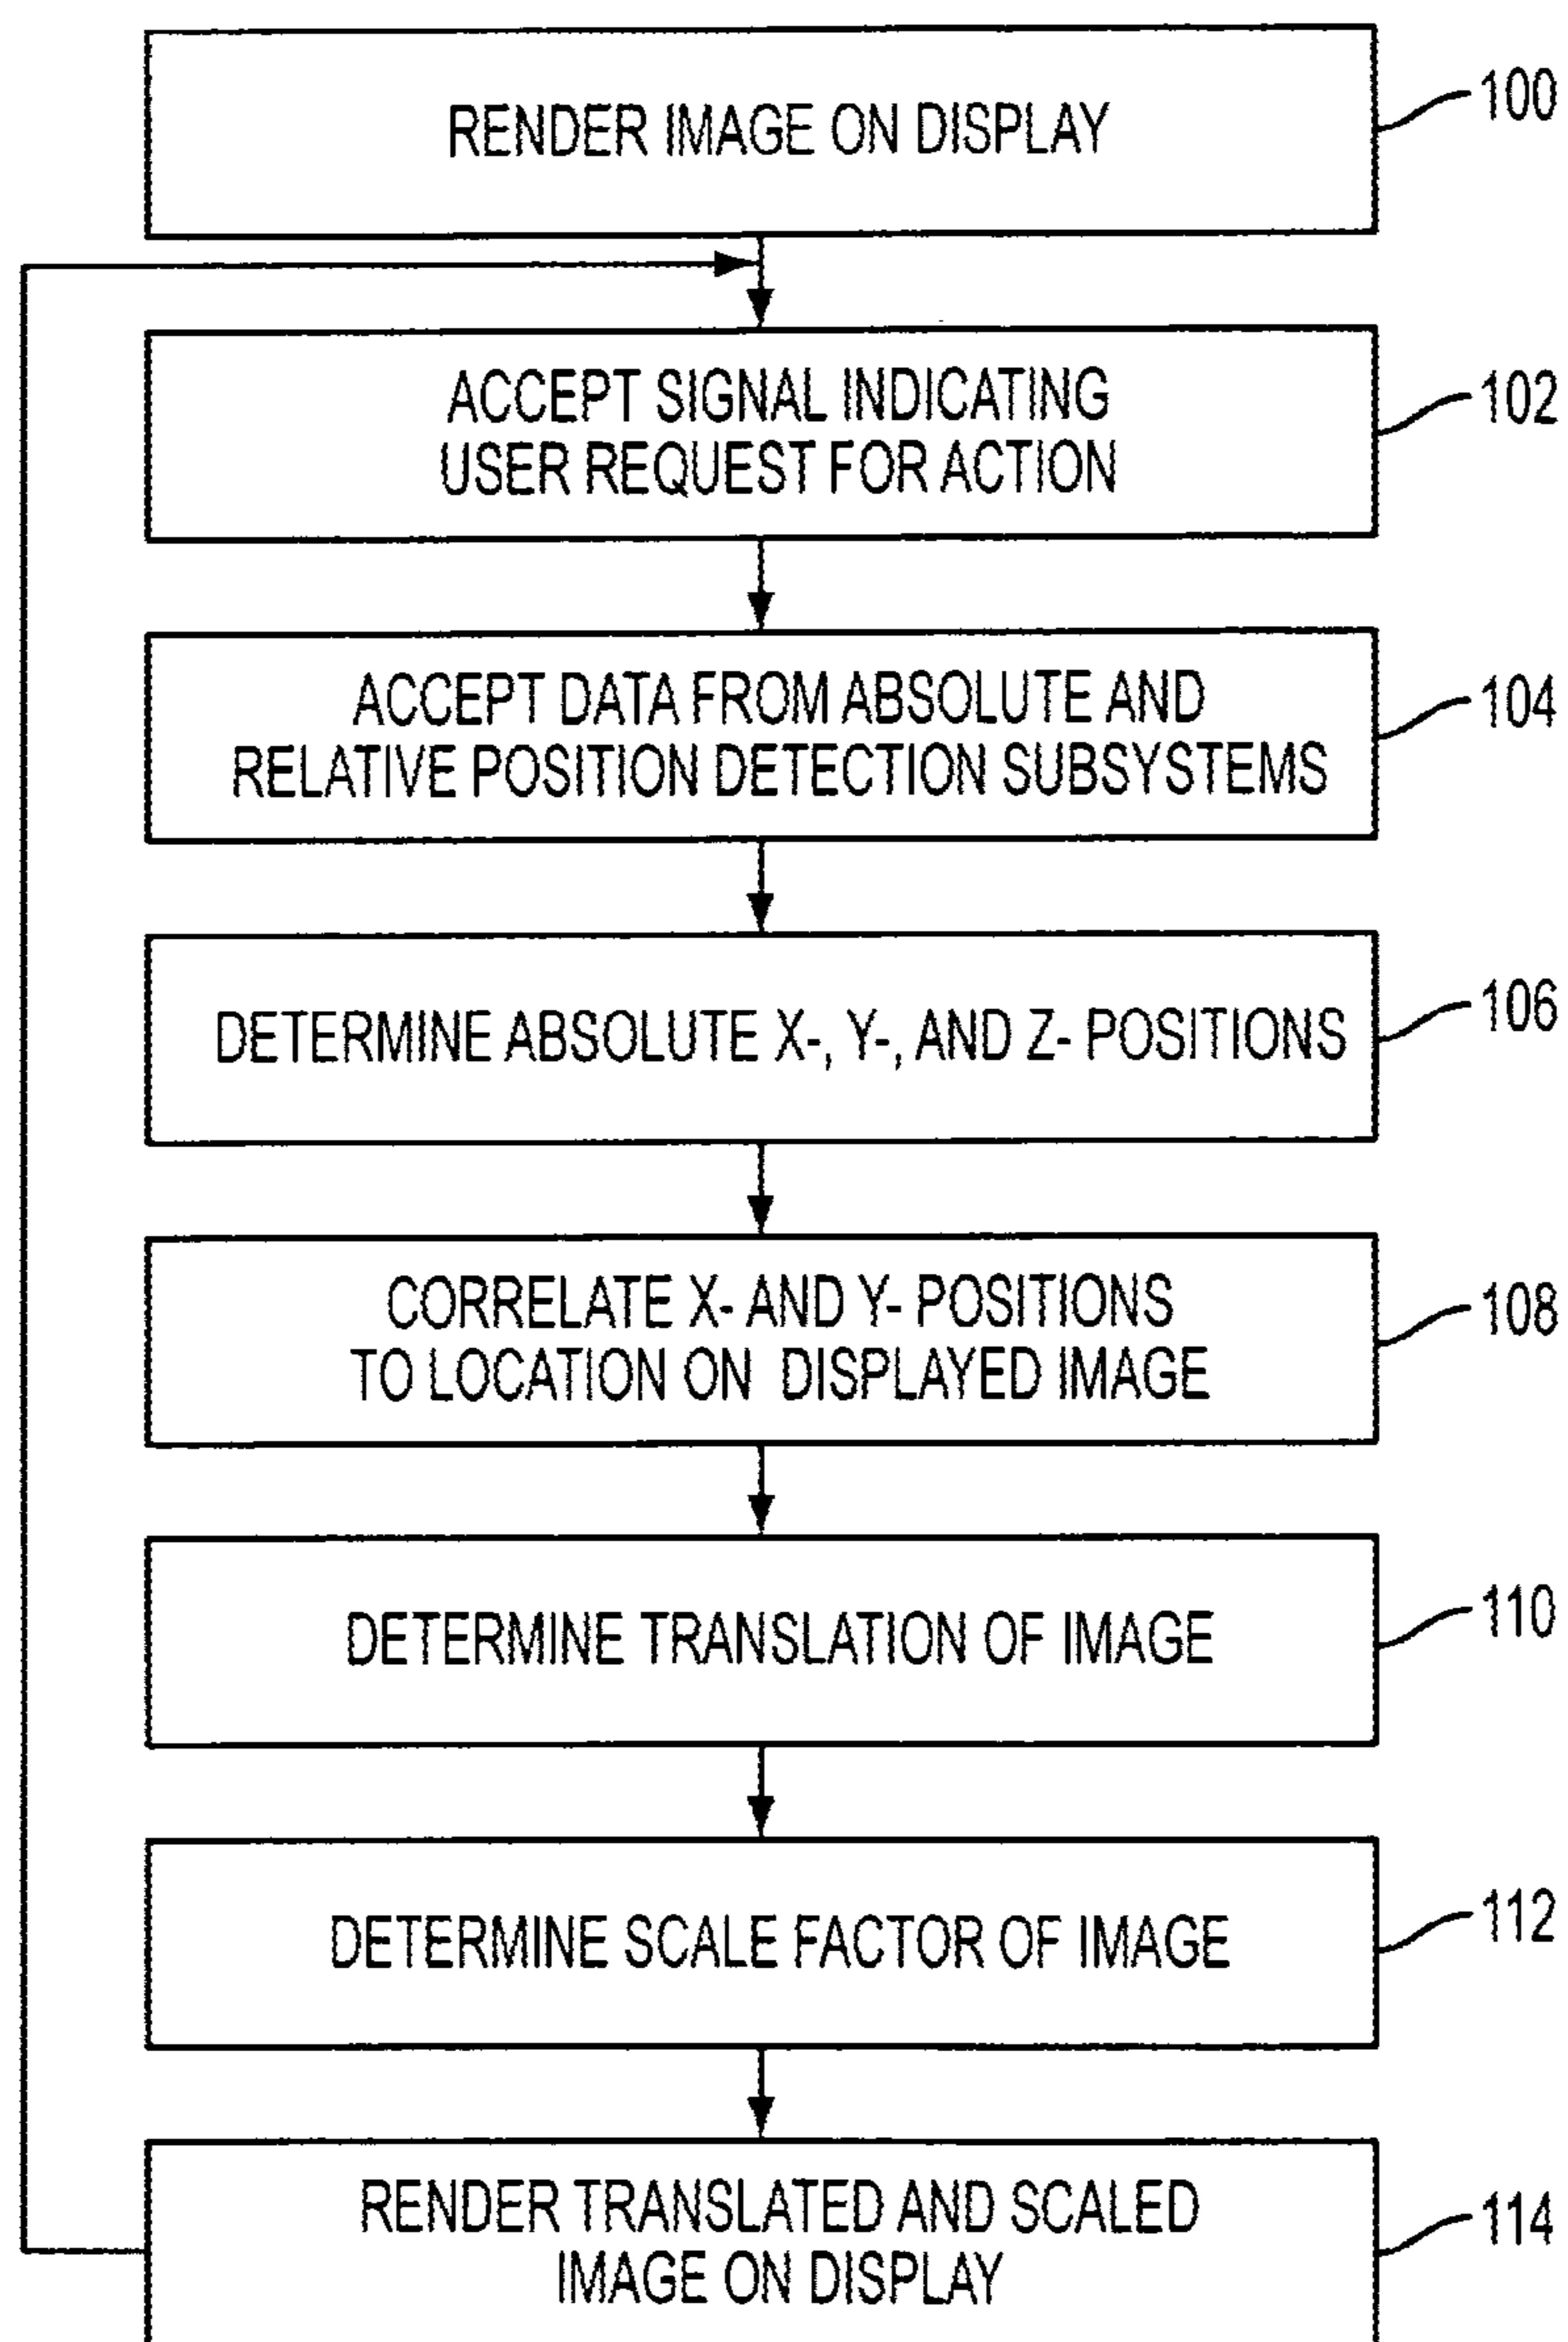 RENDER IMAGE ON DISPLAY
100
ACCEPT SIGNAL INDICATING
USER REQUEST FOR ACTION
102
ACCEPT DATA FROM ABSOLUTE AND
RELATIVE POSITION DETECTION SUBSYSTEMS
104
DETERMINE ABSOLUTE X-, Y-, AND Z- POSITIONS
106
CORRELATE X- AND Y- POSITIONS
TO LOCATION ON DISPLAYED IMAGE
108
DETERMINE TRANSLATION OF IMAGE
110
DETERMINE SCALE FACTOR OF IMAGE
112
RENDER TRANSLATED AND SCALED
IMAGE ON DISPLAY
114